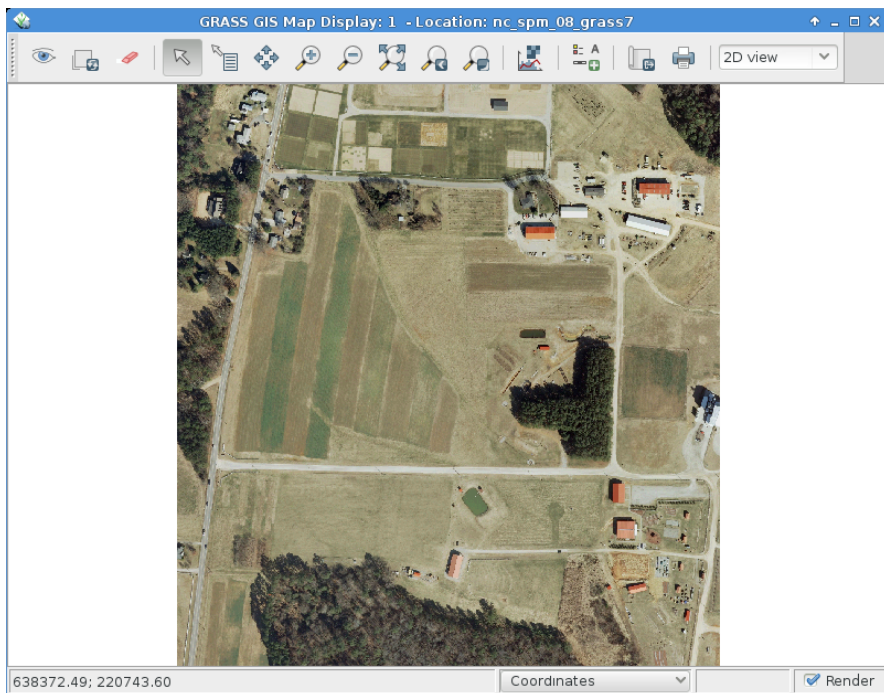 GRASS GIS Map Display: 1 - Location: nc_spm_08_grass7
A
2D view
638372.49; 220743.60
Coordinates
Render